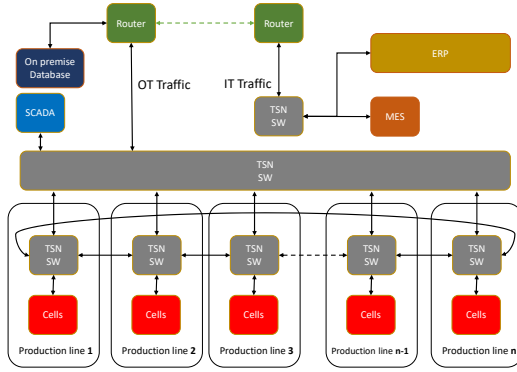 Router
Router
On premise
Database
OT Traffic
IT Traffic
ERP
SCADA
TSN
SW
MES
TSN
SW
TSN
SW
TSN
SW
TSN
SW
TSN
SW
TSN
SW
Cells
Cells
Cells
Cells
Cells
Production line 1
Production line 2
Production line 3
Production line n-1
Production line n